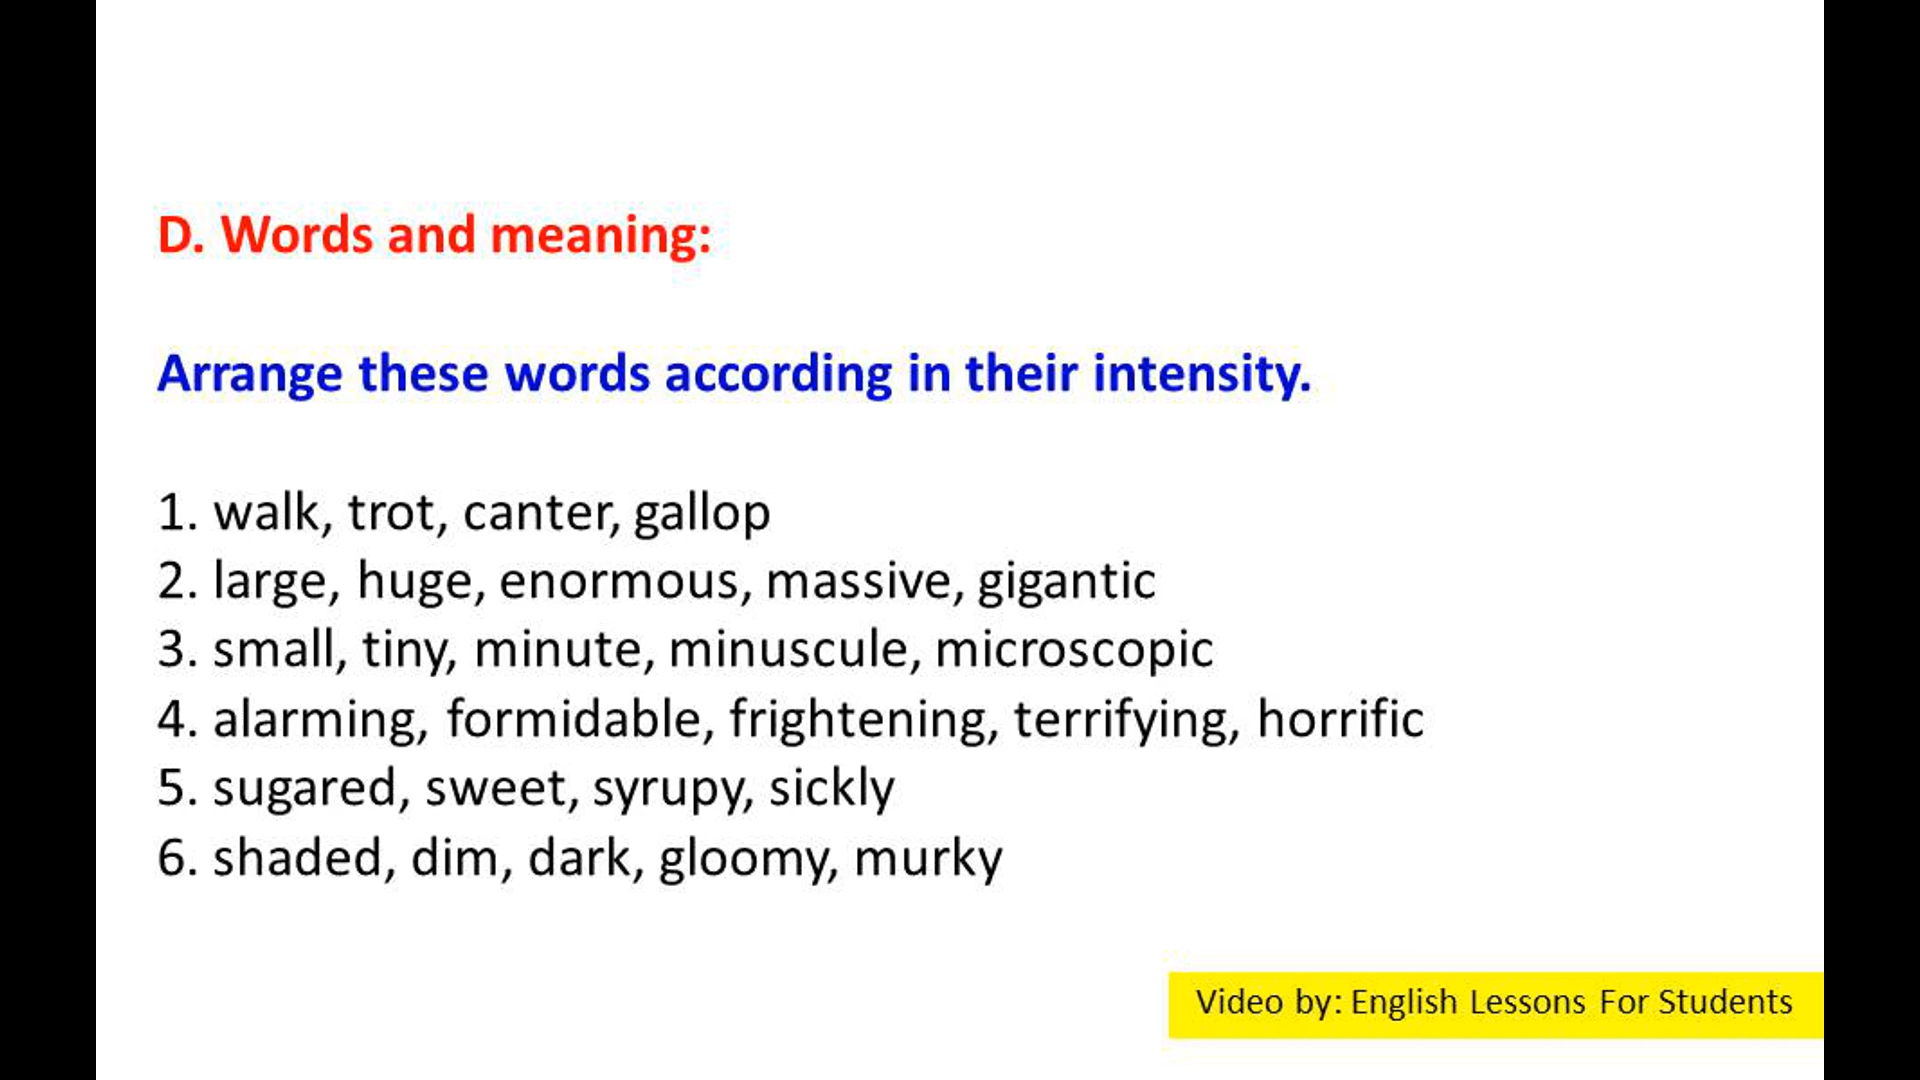 D. Words and meaning:
Arrange these words according in their intensity.
1. walk, trot, canter, gallop
2. large, huge, enormous, massive, gigantic
3. small, tiny, minute, minuscule, microscopic
4. alarming, formidable, frightening, terrifying, horrific
5. sugared, sweet, syrupy, sickly
6. shaded, dim, dark, gloomy, murky
Video by: English Lessons For Students